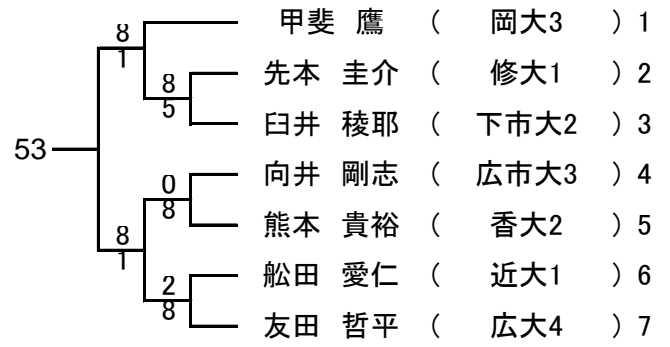 甲斐 鷹 ( 岡大3 ) 1
8
1
先本 圭介 ( 修大1 ) 2
8
5
臼井 稜耶 ( 下市大2 ) 3
53
向井 剛志 ( 広市大3 ) 4
0
8
熊本 貴裕 ( 香大2 ) 5
8
1
舩田 愛仁 ( 近大1 ) 6
2
8
友田 哲平 ( 広大4 ) 7